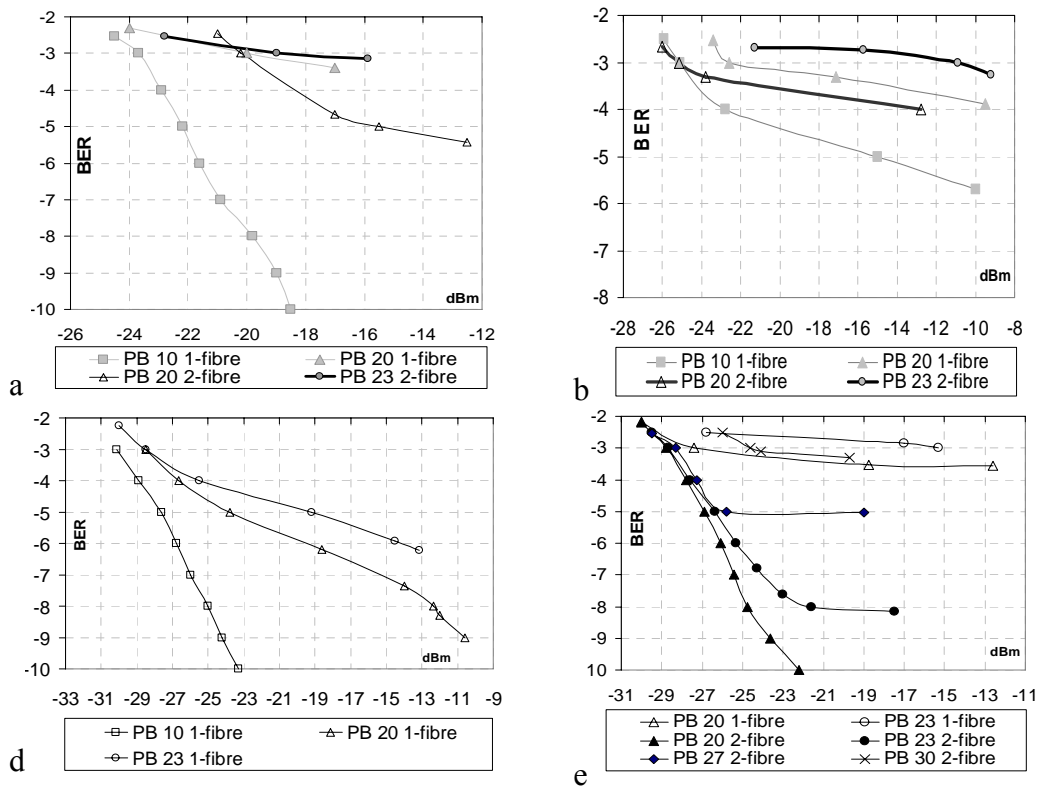 a
-2
-3
-4
-5
-6
-7
-8
-9
-10
BER
dBm
-26 -24 -22 -20 -18 -16 -14 -12
PB 10 1-fibre PB 20 1-fibre
PB 20 2-fibre PB 23 2-fibre
b
-2
-3
-4
-5
-6
-7
-8
BER
dBm
-28 -26 -24 -22 -20 -18 -16 -14 -12 -10 -8
PB 10 1-fibre PB 20 1-fibre
PB 20 2-fibre PB 23 2-fibre
d
-2
-3
-4
-5
-6
-7
-8
-9
-10
BER
dBm
-33 -31 -29 -27 -25 -23 -21 -19 -17 -15 -13 -11 -9
PB 10 1-fibre PB 20 1-fibre
PB 23 1-fibre
e
-2
-3
-4
-5
-6
-7
-8
-9
10
BER
dBm
-31 -29 -27 -25 -23 -21 -19 -17 -15 -13 -11
PB 20 1-fibre PB 23 1-fibre
PB 20 2-fibre PB 23 2-fibre
PB 27 2-fibre PB 30 2-fibre